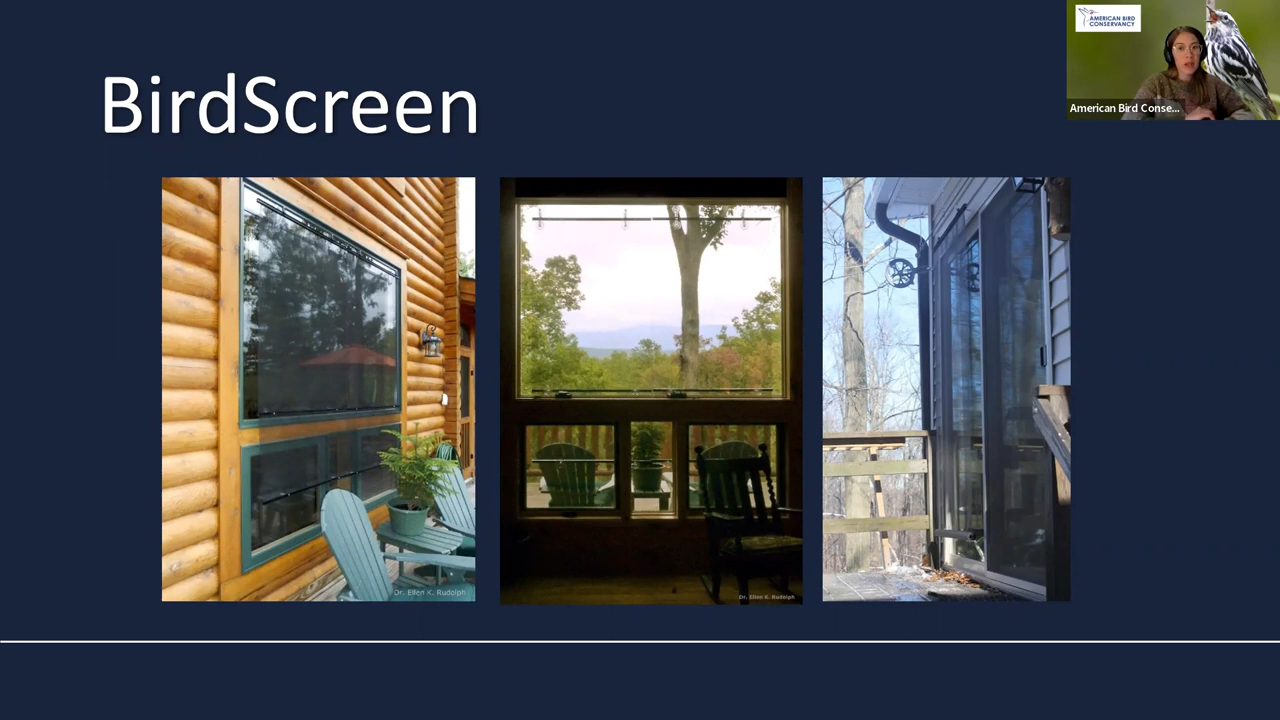 BirdScreen
AMERICAN BIRD
CONSERVANCY
American Bird Conse...
Dr. Ellen K. Rudolph
Dr. Ellen K. Rudolph